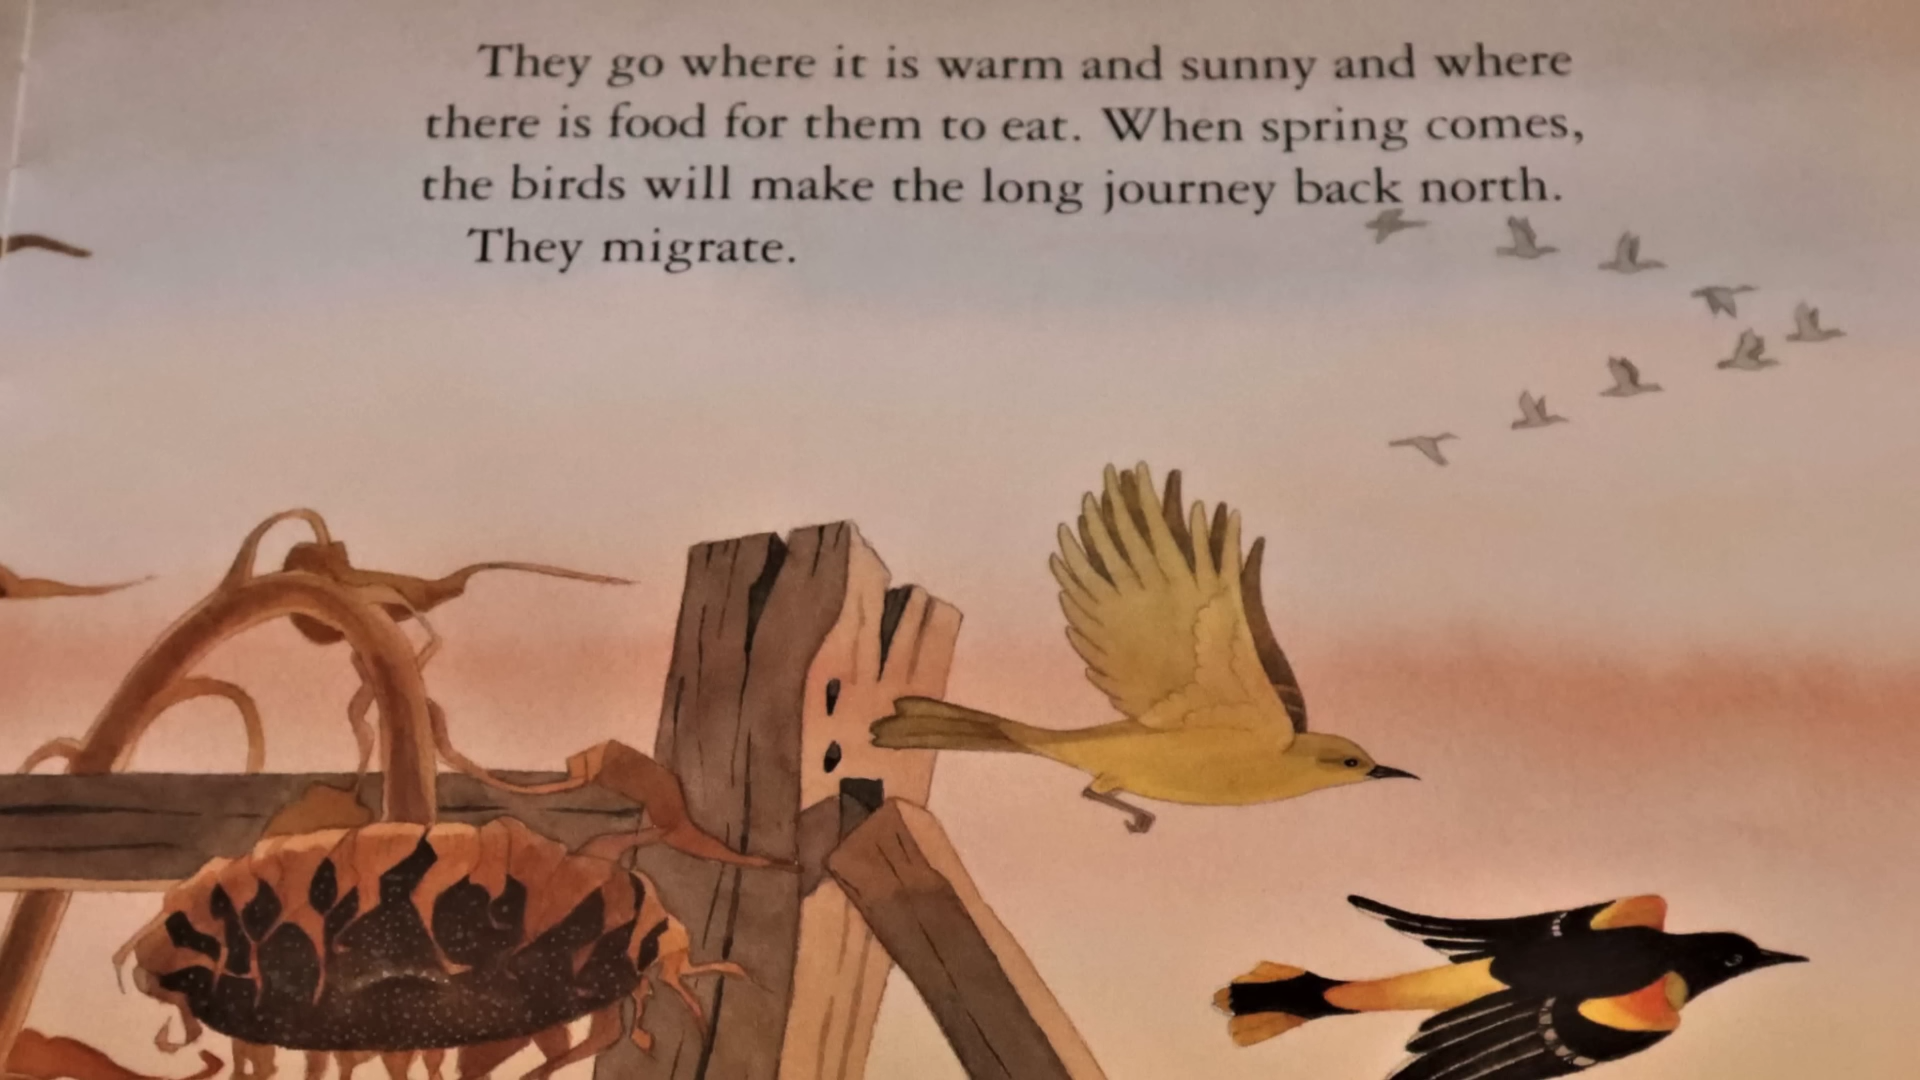 They go where it is warm and sunny and where
there is food for them to eat. When spring comes,
the birds will make the long journey back north.
They migrate.